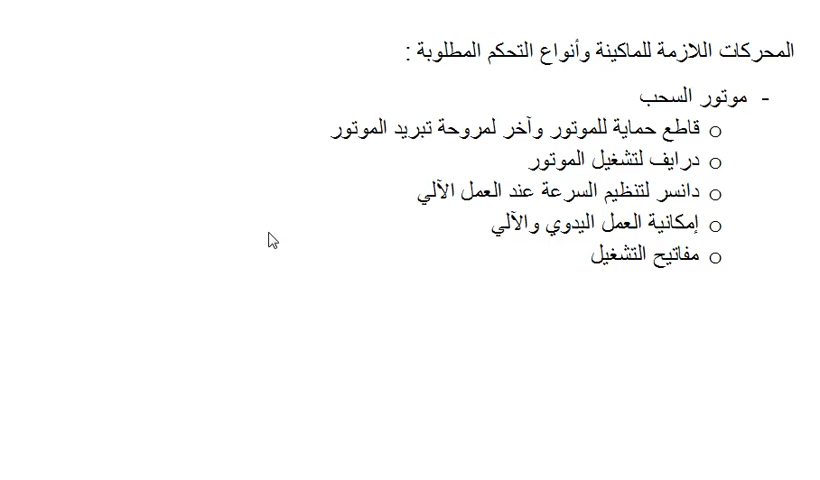 المحركات اللازمة للماكينة وأنواع التحكم المطلوبة :
- موتور السحب
o قاطع حماية للموتور وآخر لمروحة تبريد الموتور
o درايف لتشغيل الموتور
o دانسر لتنظيم السرعة عند العمل الآلي
o إمكانية العمل اليدوي والآلي
o مفاتيح التشغيل